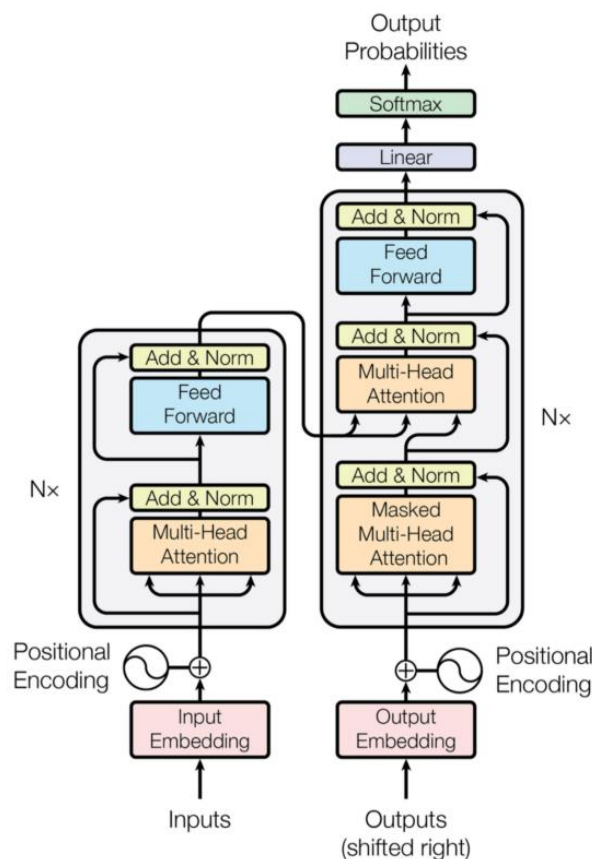 Output
Probabilities
Softmax
Linear
Add & Norm
Feed
Forward
Add & Norm
Multi-Head
Attention
Add & Norm
Masked
Multi-Head
Attention
N×
Add & Norm
Feed
Forward
Add & Norm
Multi-Head
Attention
N×
Positional
Encoding
Positional
Encoding
Input
Embedding
Output
Embedding
Inputs
Outputs
(shifted right)